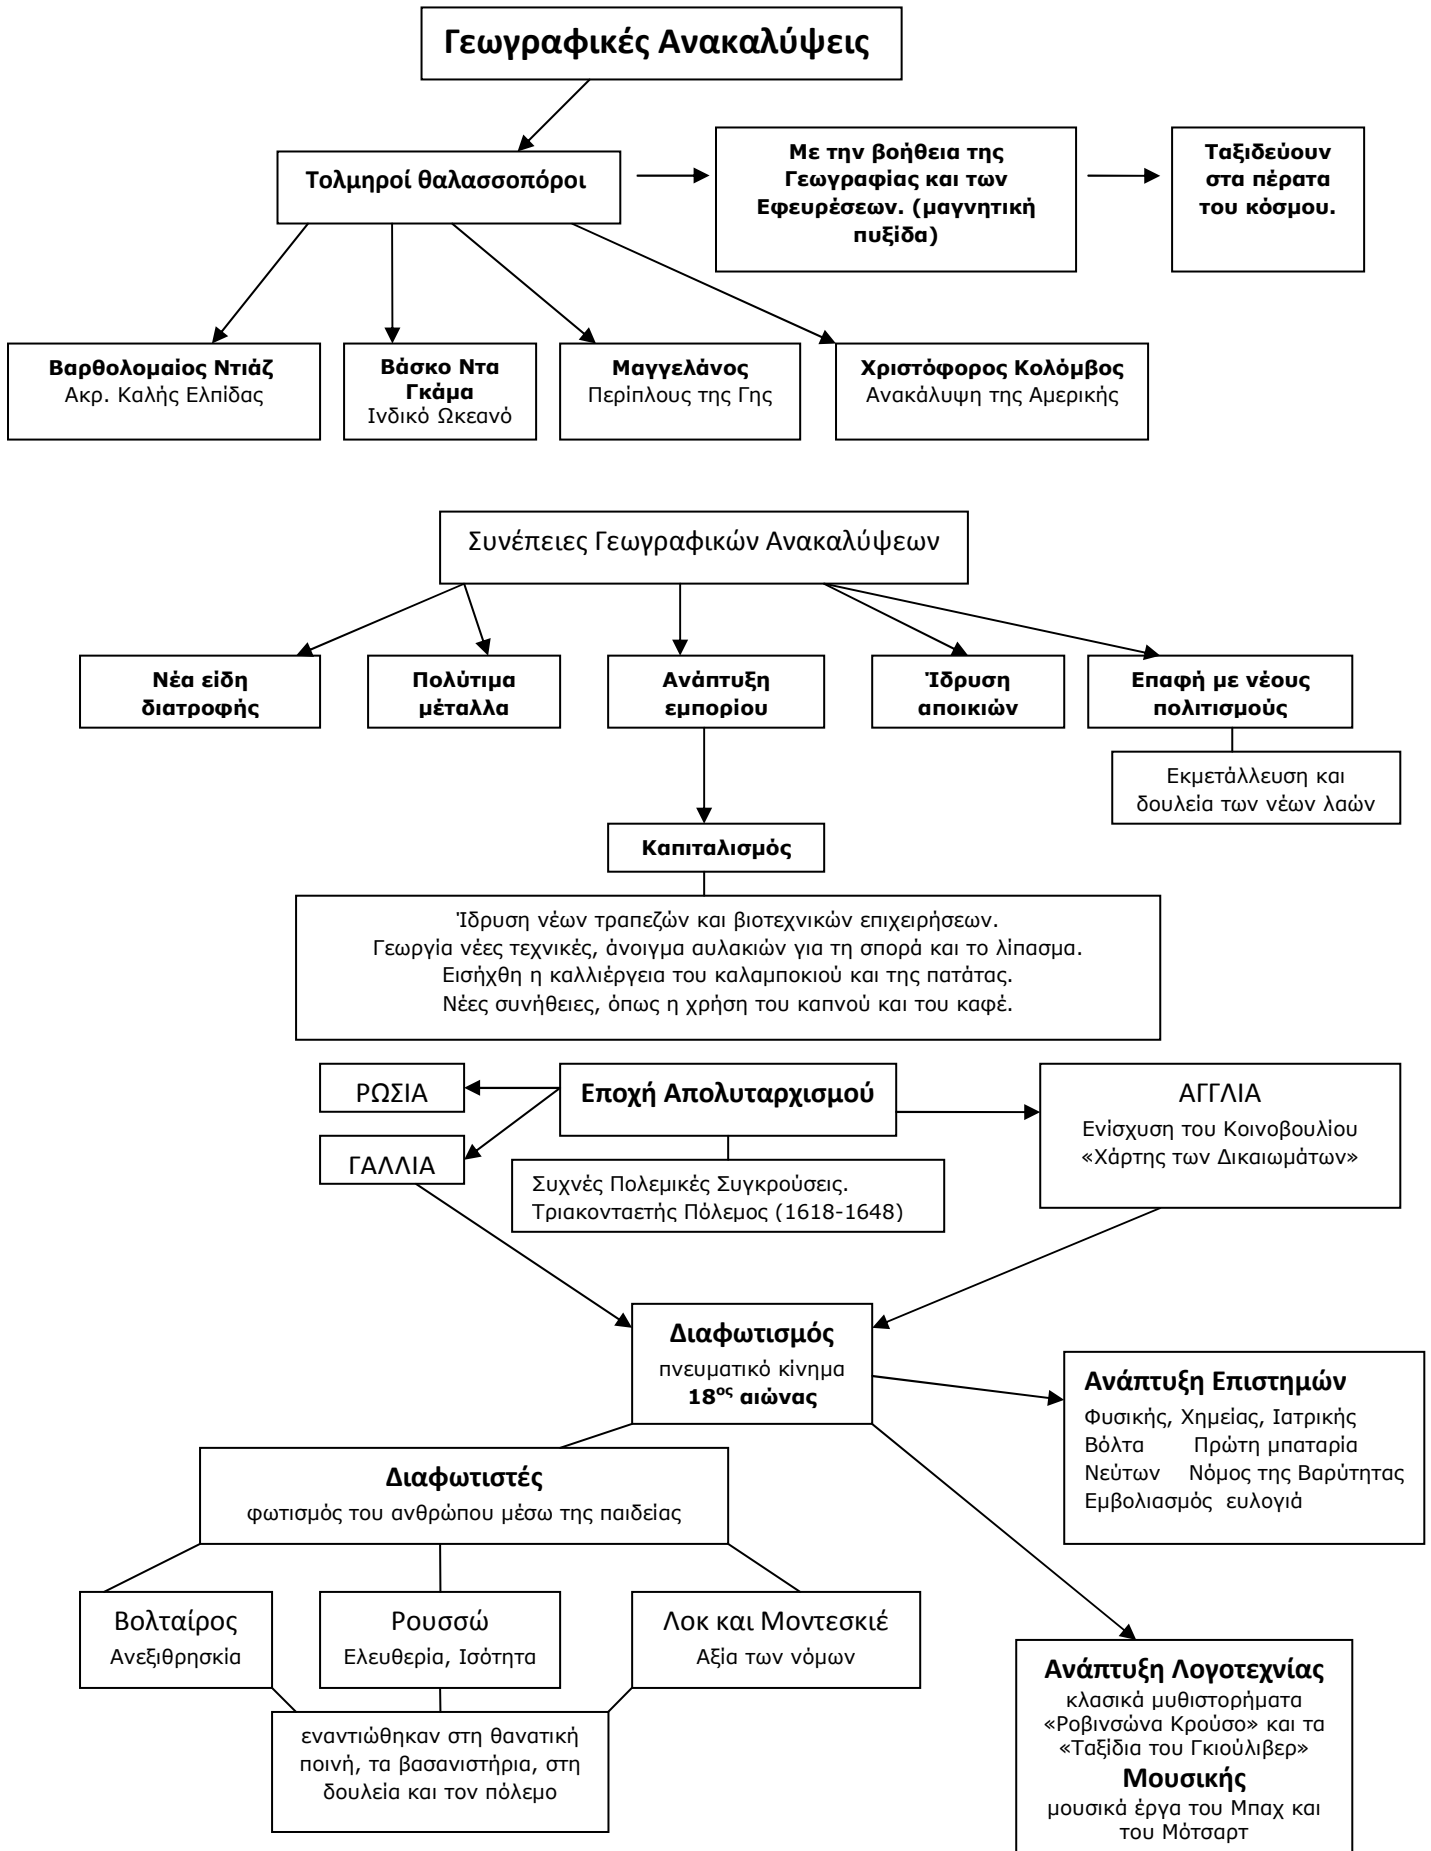 Γεωγραφικές Ανακαλύψεις
Τολμηροί θαλασσοπόροι
Με την βοήθεια της
Γεωγραφίας και των
Εφευρέσεων. (μαγνητική
πυξίδα)
Ταξιδεύουν
στα πέρατα
του κόσμου.
Βαρθολομαίος Ντιάζ
Ακρ. Καλής Ελπίδας
Βάσκο Ντα
Γκάμα
Ινδικό Ωκεανό
Μαγγελάνος
Περίπλους της Γης
Χριστόφορος Κολόμβος
Ανακάλυψη της Αμερικής
Συνέπειες Γεωγραφικών Ανακαλύψεων
Νέα είδη
διατροφής
Πολύτιμα
μέταλλα
Ανάπτυξη
εμπορίου
Ίδρυση
αποικιών
Επαφή με νέους
πολιτισμούς
Εκμετάλλευση και
δουλεία των νέων λαών
Καπιταλισμός
Ίδρυση νέων τραπεζών και βιοτεχνικών επιχειρήσεων.
Γεωργία νέες τεχνικές, άνοιγμα αυλακιών για τη σπορά και το λίπασμα.
Εισήχθη η καλλιέργεια του καλαμποκιού και της πατάτας.
Νέες συνήθειες, όπως η χρήση του καπνού και του καφέ.
ΡΩΣΙΑ
Εποχή Απολυταρχισμού
ΑΓΓΛΙΑ
Ενίσχυση του Κοινοβουλίου
«Χάρτης των Δικαιωμάτων»
ΓΑΛΛΙΑ
Συχνές Πολεμικές Συγκρούσεις.
Τριακονταετής Πόλεμος (1618-1648)
Διαφωτισμός
πνευματικό κίνημα
18ος αιώνας
Ανάπτυξη Επιστημών
Φυσικής, Χημείας, Ιατρικής
Βόλτα Πρώτη μπαταρία
Νεύτων Νόμος της Βαρύτητας
Εμβολιασμός ευλογιά
Διαφωτιστές
φωτισμός του ανθρώπου μέσω της παιδείας
Βολταίρος
Ανεξιθρησκία
Ρουσσώ
Ελευθερία, Ισότητα
Λοκ και Μοντεσκιέ
Αξία των νόμων
εναντιώθηκαν στη θανατική
ποινή, τα βασανιστήρια, στη
δουλεία και τον πόλεμο
Ανάπτυξη Λογοτεχνίας
κλασικά μυθιστορήματα
«Ροβινσώνα Κρούσο» και τα
«Ταξίδια του Γκιούλιβερ»
Μουσικής
μουσικά έργα του Μπαχ και
του Μότσαρτ